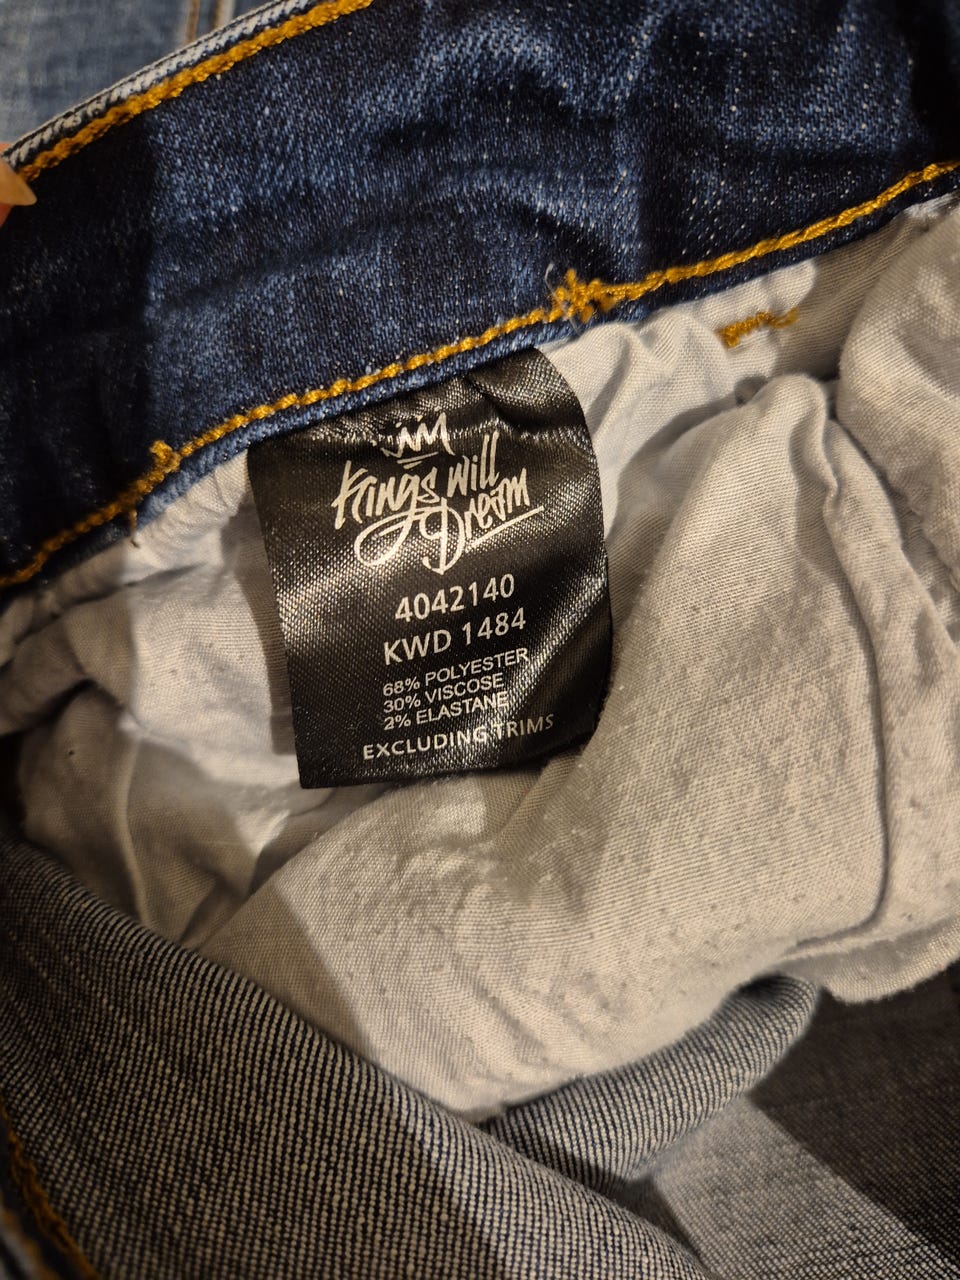 Kings will
Dream
4042140
KWD 1484
68% POLYESTER
30% VISCOSE
2% ELASTANE
EXCLUDING TRIMS